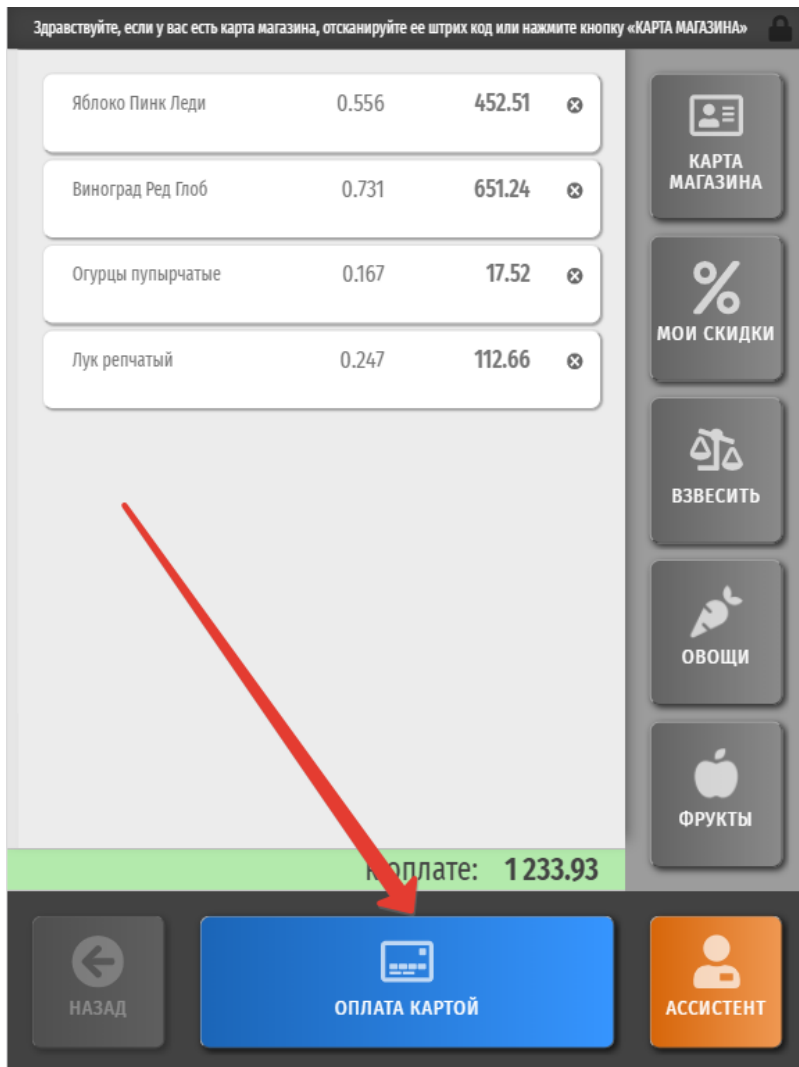 Здравствуйте, если у вас есть карта магазина, отсканируйте ее штрих код или нажмите кнопку «КАРТА МАГАЗИНА»
Яблоко Пинк Леди 0.556 452.51
Виноград Ред Глоб 0.731 651.24
Огурцы пупырчатые 0.167 17.52
Лук репчатый 0.247 112.66
КАРТА
МАГАЗИНА
МОИ СКИДКИ
ВЗВЕСИТЬ
ОВОЩИ
ФРУКТЫ
К оплате: 1 233.93
НАЗАД
ОПЛАТА КАРТОЙ
АССИСТЕНТ